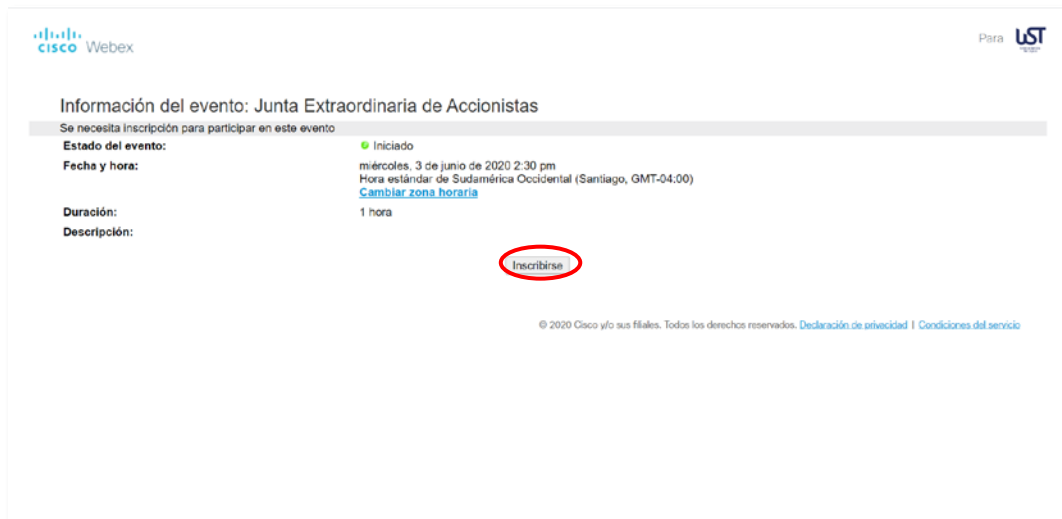 CISCO Webex
Para UST
Información del evento: Junta Extraordinaria de Accionistas
Se necesita inscripción para participar en este evento
Estado del evento: Iniciado
Fecha y hora: miércoles, 3 de junio de 2020 2:30 pm
Hora estándar de Sudamérica Occidental (Santiago, GMT-04:00)
Cambiar zona horaria
Duración: 1 hora
Descripción:
Inscribirse
© 2020 Cisco y/o sus filiales. Todos los derechos reservados. Declaración de privacidad | Condiciones del servicio